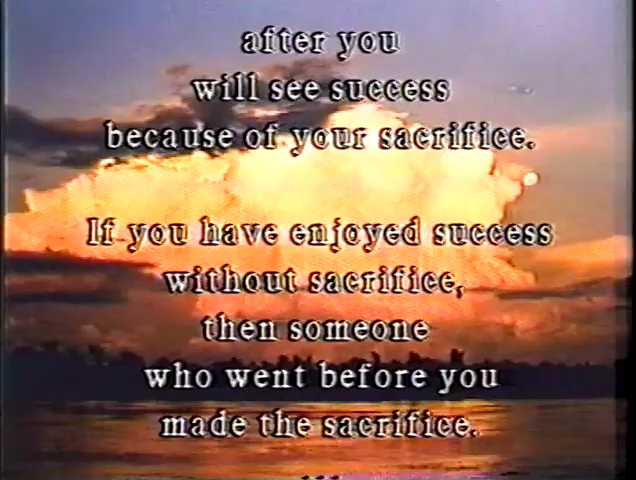 after you
will see success
because of your sacrifice.
If you have enjoyed success
without sacrifice,
then someone
who went before you
made the sacrifice.